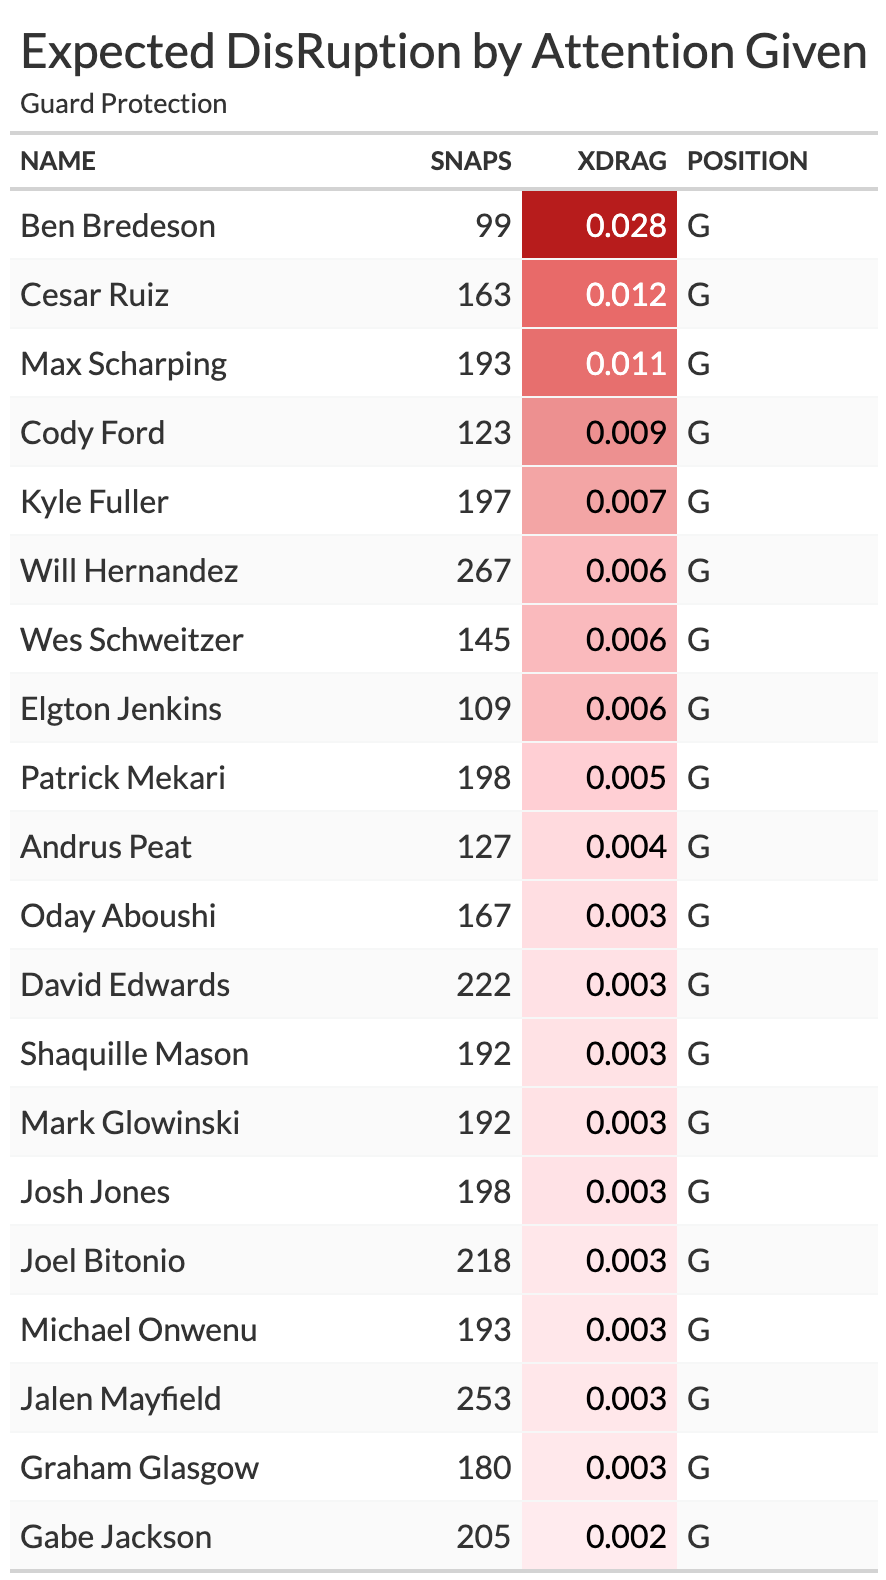 Expected DisRuption by Attention Given
Guard Protection
NAME SNAPS XDRAG POSITION
Ben Bredeson 99 0.028 G
Cesar Ruiz 163 0.012 G
Max Scharping 193 0.011 G
Cody Ford 123 0.009 G
Kyle Fuller 197 0.007 G
Will Hernandez 267 0.006 G
Wes Schweitzer 145 0.006 G
Elgton Jenkins 109 0.006 G
Patrick Mekari 198 0.005 G
Andrus Peat 127 0.004 G
Oday Aboushi 167 0.003 G
David Edwards 222 0.003 G
Shaquille Mason 192 0.003 G
Mark Glowinski 192 0.003 G
Josh Jones 198 0.003 G
Joel Bitonio 218 0.003 G
Michael Onwenu 193 0.003 G
Jalen Mayfield 253 0.003 G
Graham Glasgow 180 0.003 G
Gabe Jackson 205 0.002 G